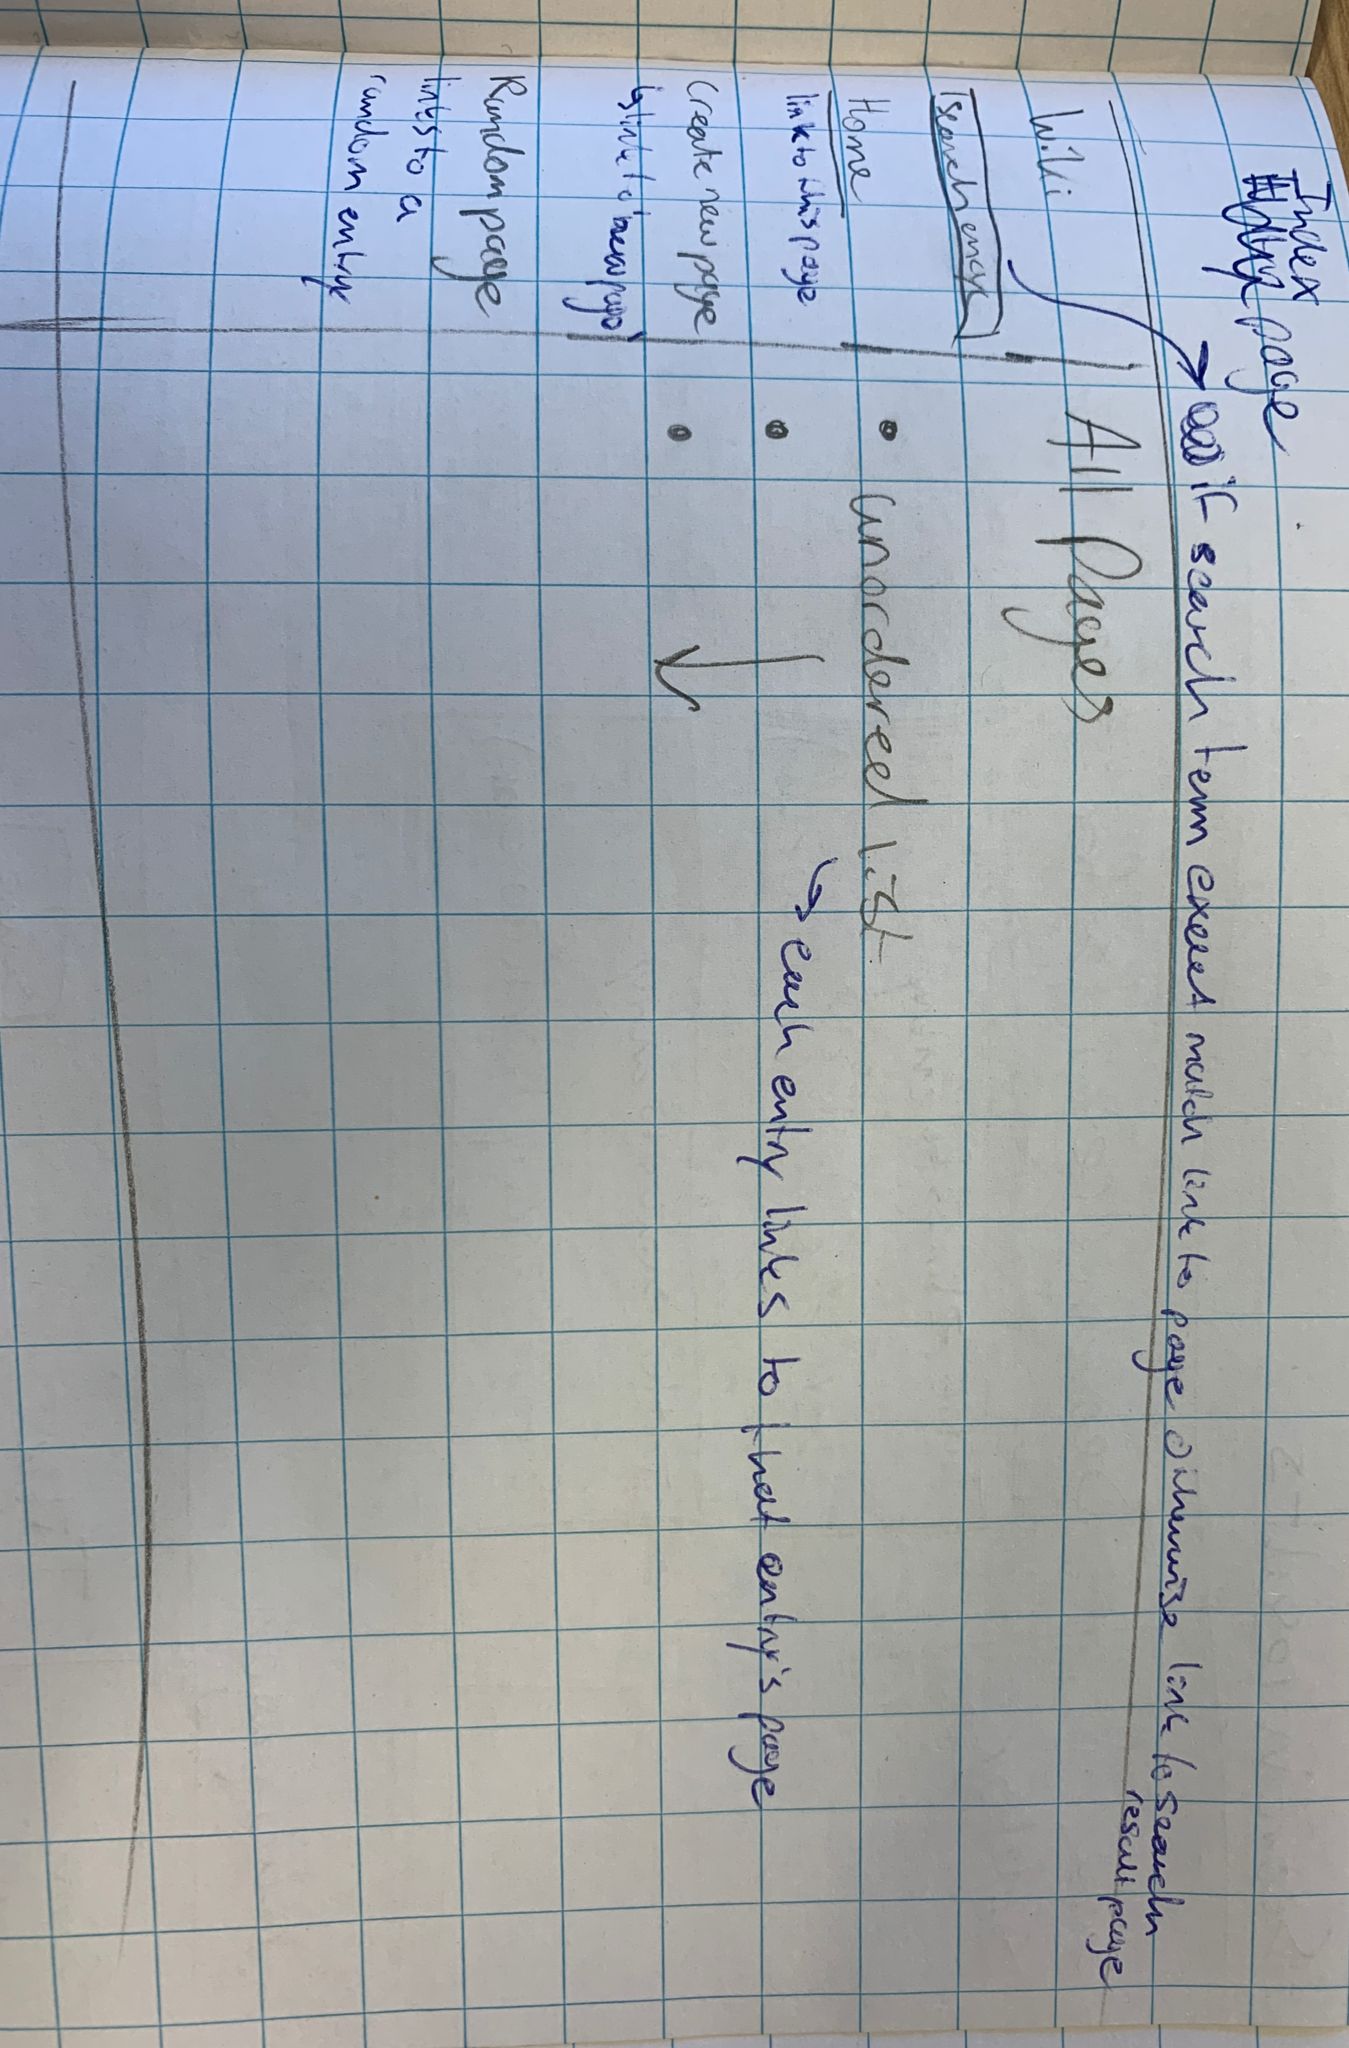 Index
page
if search term exact match link to page otherwise link to search
result page
Wiki
All Pages
search ency
Home
link to this page
• unordered list
•
•
each entry links to that entry's page
Create new page
link to 'new page'
Random page
links to a
random entry